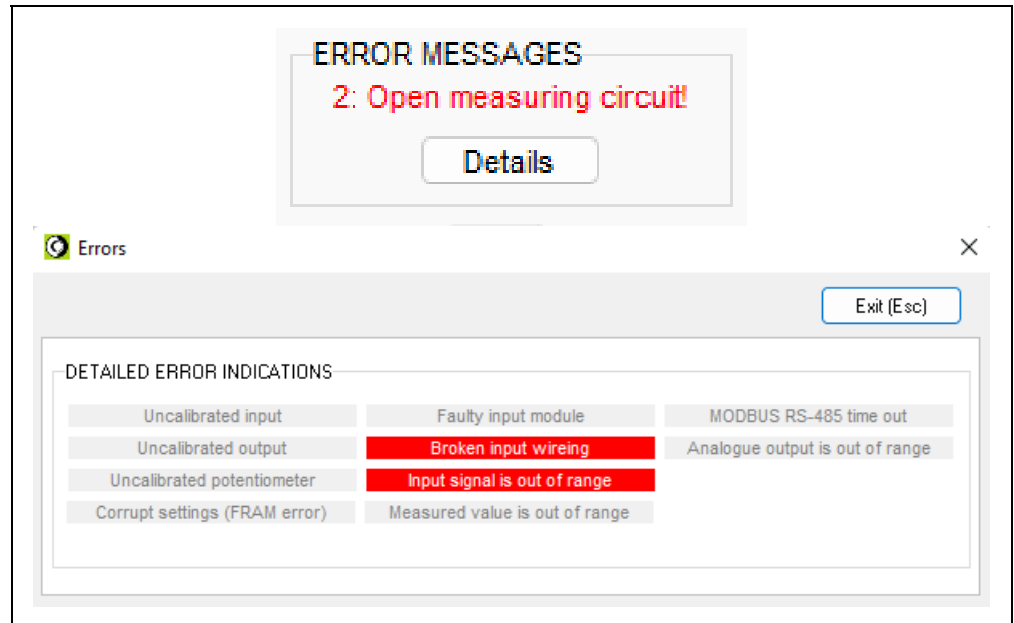 ERROR MESSAGES
2: Open measuring circuit!
Details
Errors
Exit (Esc)
DETAILED ERROR INDICATIONS
Uncalibrated input
Faulty input module
MODBUS RS-485 time out
Uncalibrated output
Broken input wireing
Analogue output is out of range
Uncalibrated potentiometer
Input signal is out of range
Corrupt settings (FRAM error)
Measured value is out of range